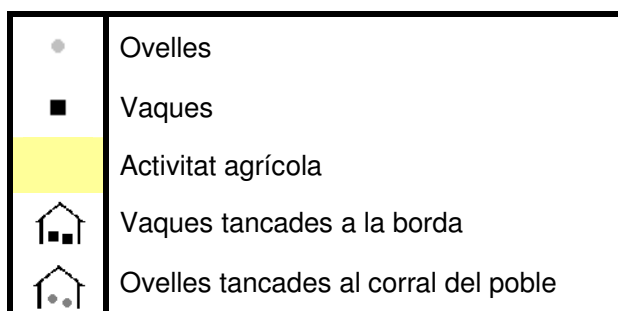 Ovelles
Vaques
Activitat agrícola
Vaques tancades a la borda
Ovelles tancades al corral del poble